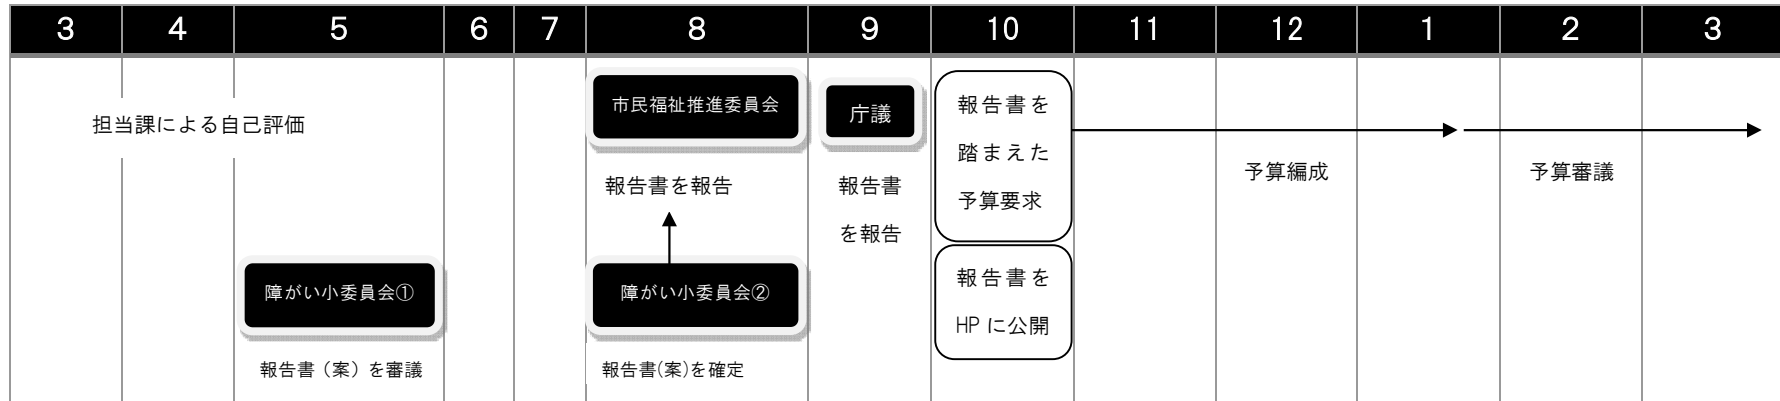 3 4 5 6 7 8 9 10 11 12 1 2 3
担当課による自己評価
障がい小委員会①
報告書（案）を審議
市民福祉推進委員会
報告書を報告
障がい小委員会②
報告書(案)を確定
庁議
報告書
を報告
報告書を
踏まえた
予算要求
報告書を
HPに公開
予算編成
予算審議